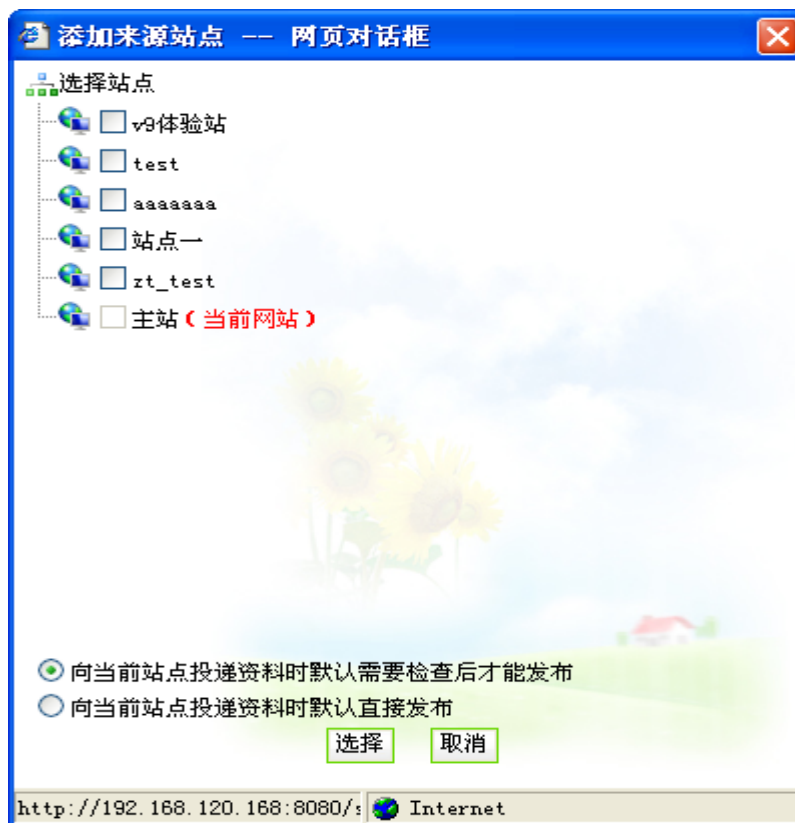 添加来源站点 -- 网页对话框
选择站点
v9体验站
test
aaaaaaa
站点一
zt_test
主站(当前网站)
向当前站点投递资料时默认需要检查后才能发布
向当前站点投递资料时默认直接发布
选择 取消
http://192.168.120.168:8080/s Internet